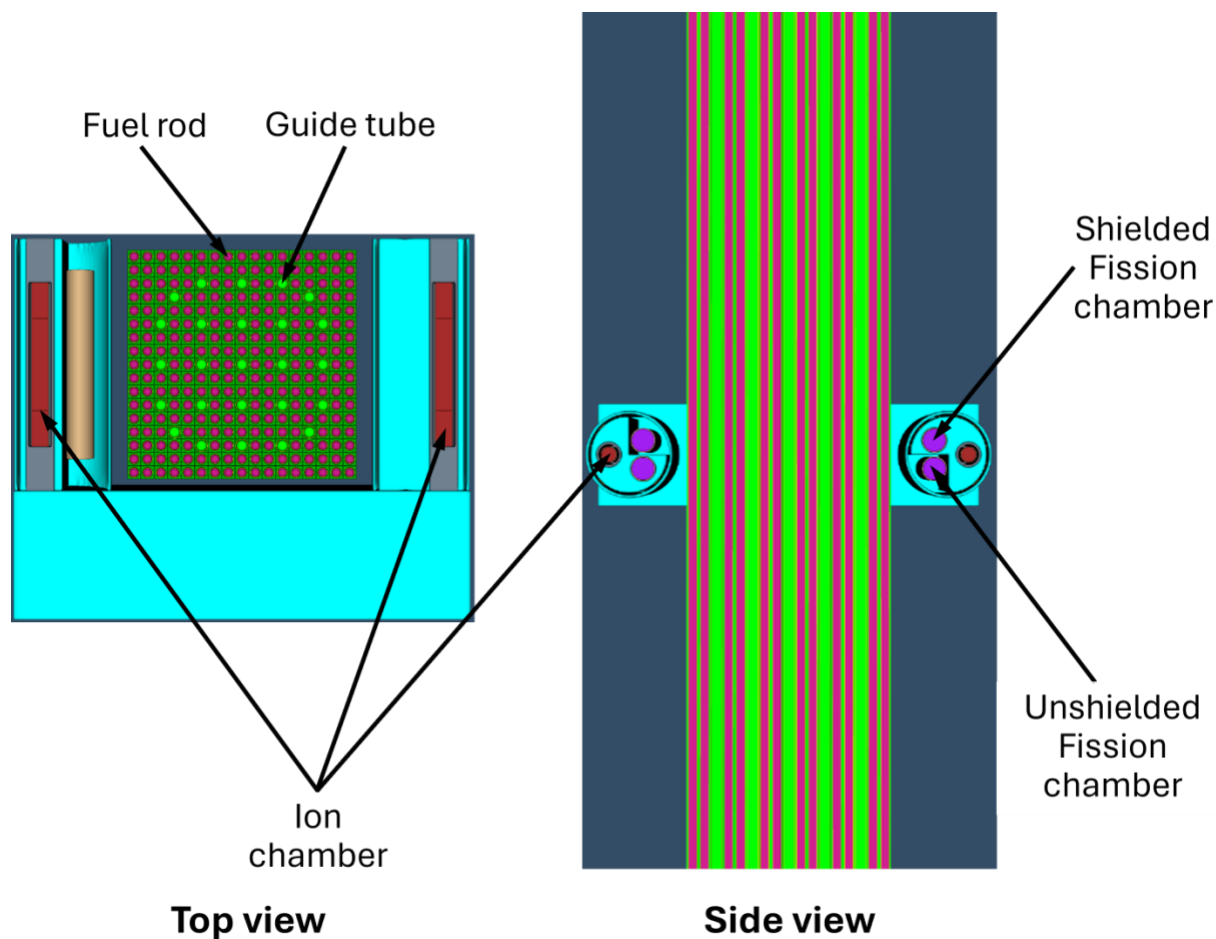 Fuel rod
Guide tube
Shielded
Fission
chamber
Unshielded
Fission
chamber
Ion
chamber
Top view
Side view